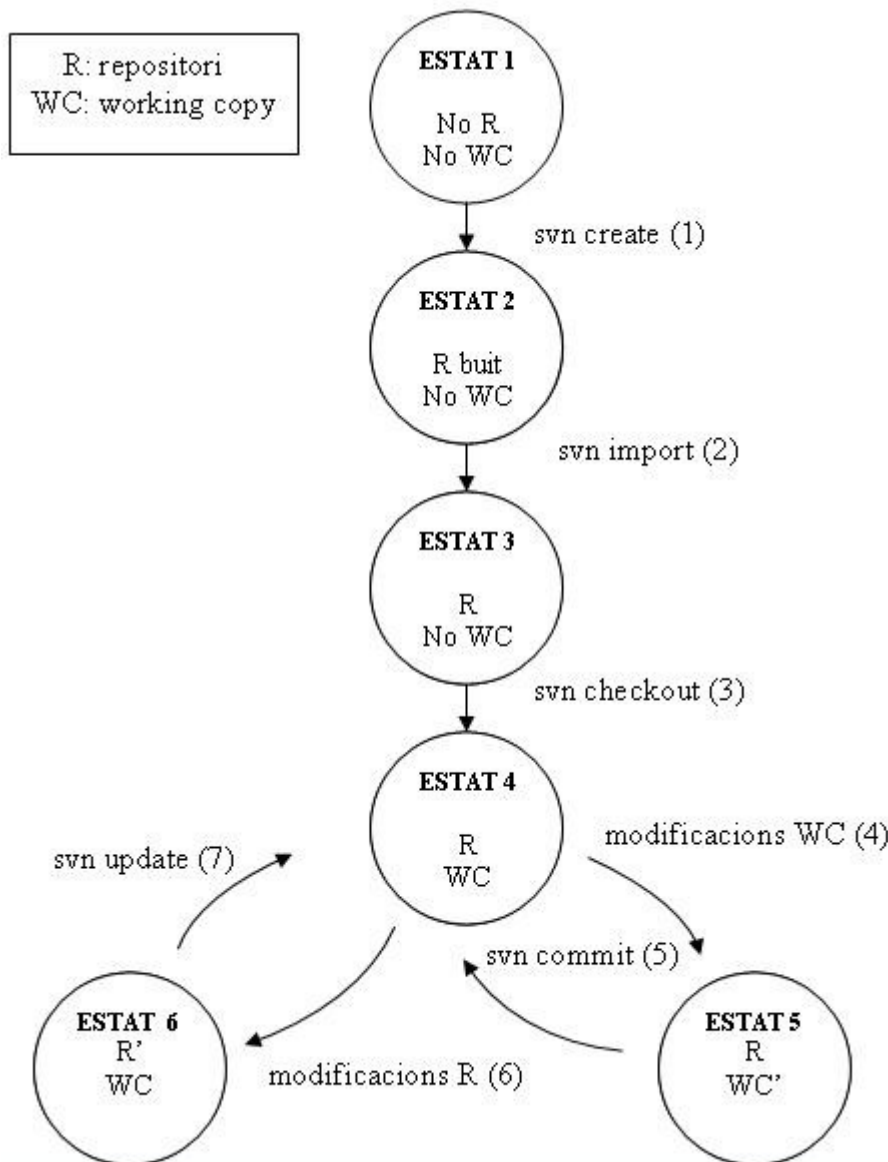 R: repositori
WC: working copy
ESTAT 1
No R
No WC
svn create (1)
ESTAT 2
R buit
No WC
svn import (2)
ESTAT 3
R
No WC
svn checkout (3)
ESTAT 4
R
WC
modificacions WC (4)
svn update (7)
svn commit (5)
ESTAT 6
R’
WC
modificacions R (6)
ESTAT 5
R
WC’